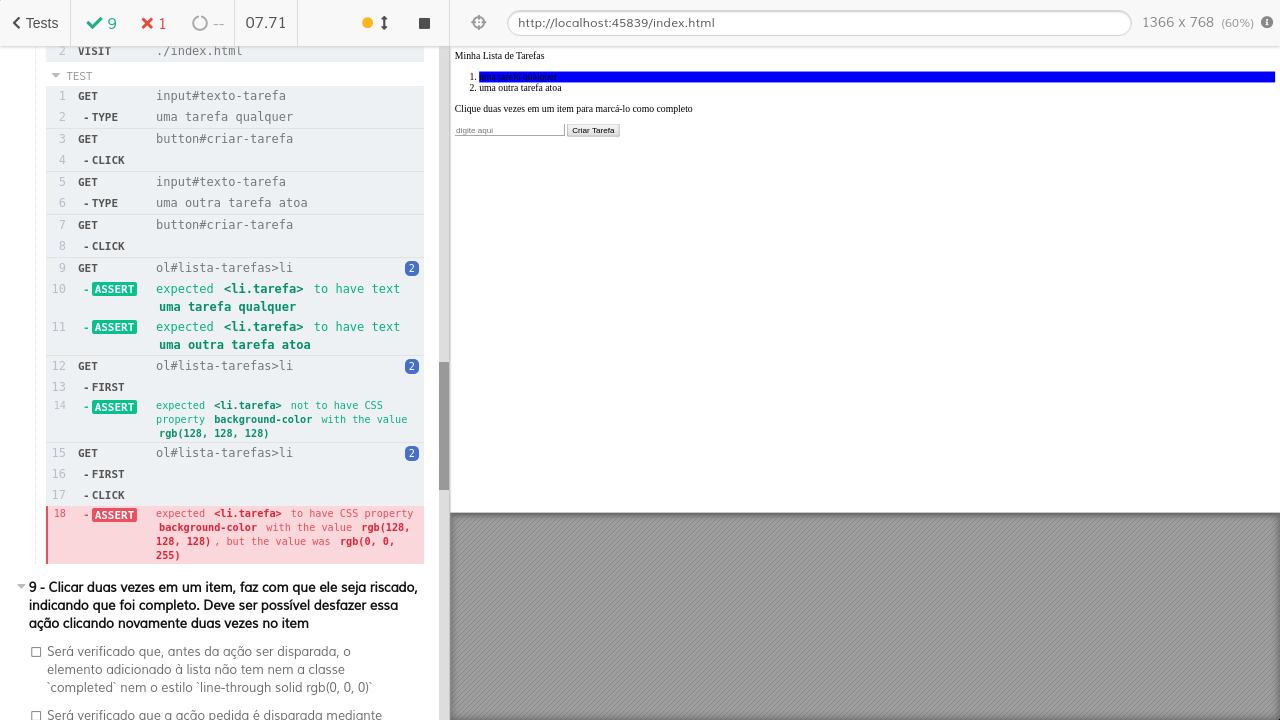 Tests 9 1 -- 07.71 http://localhost:45839/index.html 1366 x 768 (60%)
2 VISIT ./index.html
TEST
1 GET input#texto-tarefa
2 -TYPE uma tarefa qualquer
3 GET button#criar-tarefa
4 -CLICK
5 GET input#texto-tarefa
6 -TYPE uma outra tarefa atoa
7 GET button#criar-tarefa
8 -CLICK
9 GET ol#lista-tarefas>li 2
10 -ASSERT expected <li.tarefa> to have text
uma tarefa qualquer
11 -ASSERT expected <li.tarefa> to have text
uma outra tarefa atoa
12 GET ol#lista-tarefas>li 2
13 -FIRST
14 -ASSERT expected <li.tarefa> not to have CSS
property background-color with the value
rgb(128, 128, 128)
15 GET ol#lista-tarefas>li 2
16 -FIRST
17 -CLICK
18 -ASSERT expected <li.tarefa> to have CSS property
background-color with the value rgb(128,
128, 128) , but the value was rgb(0, 0,
255)
9 - Clicar duas vezes em um item, faz com que ele seja riscado,
indicando que foi completo. Deve ser possível desfazer essa
ação clicando novamente duas vezes no item
Será verificado que, antes da ação ser disparada, o
elemento adicionado à lista não tem nem a classe
`completed` nem o estilo `line-through solid rgb(0, 0, 0)`
Será verificado que a ação pedida é disparada mediante
Minha Lista de Tarefas
1. uma tarefa qualquer
2. uma outra tarefa atoa
Clique duas vezes em um item para marcá-lo como completo
digite aqui Criar Tarefa